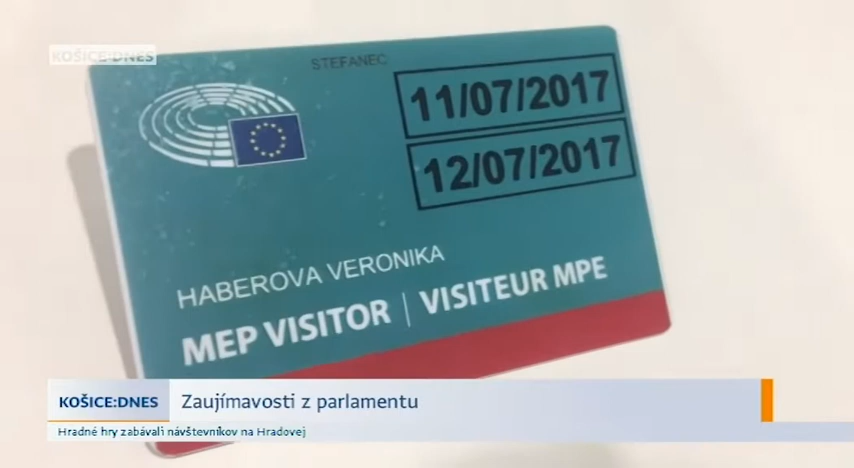 KOŠICE:DNES
STEFANEC
11/07/2017
12/07/2017
HABEROVA VERONIKA
MEP VISITOR | VISITEUR MPE
KOŠICE:DNES Zaujímavosti z parlamentu
Hradné hry zabávali návštevníkov na Hradovej